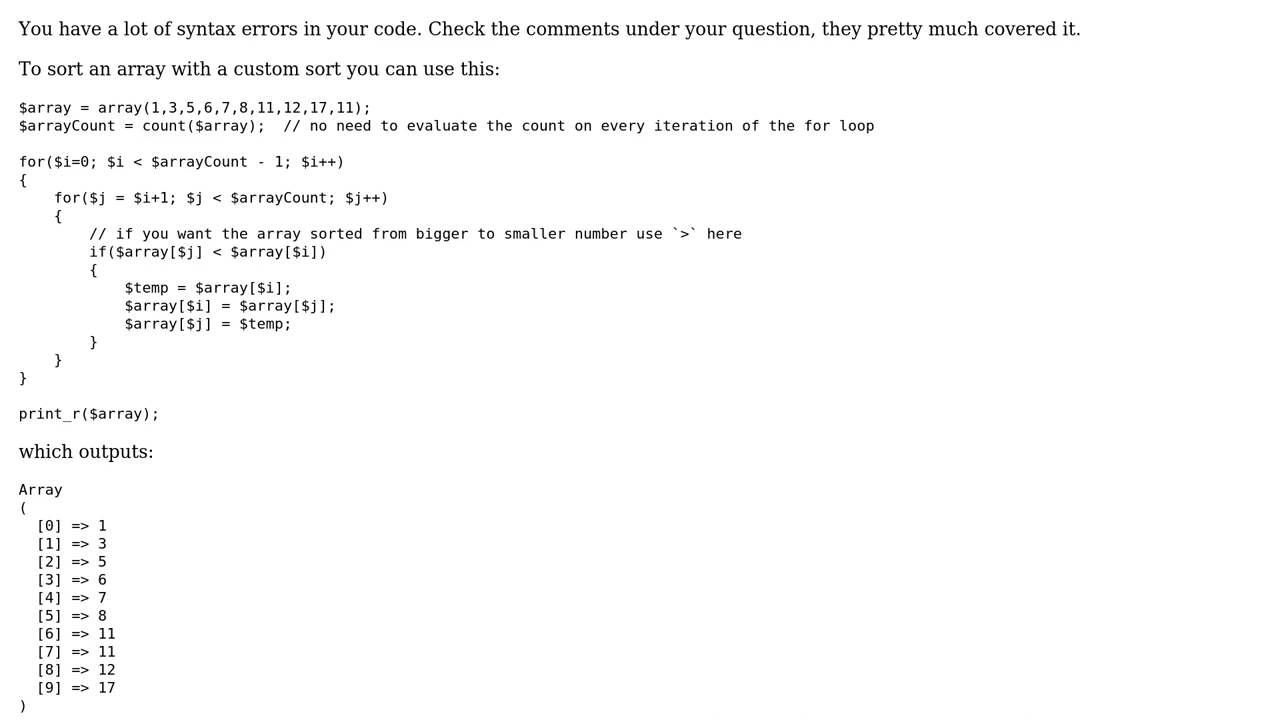 You have a lot of syntax errors in your code. Check the comments under your question, they pretty much covered it.
To sort an array with a custom sort you can use this:
$array = array(1,3,5,6,7,8,11,12,17,11);
$arrayCount = count($array);  // no need to evaluate the count on every iteration of the for loop

for($i=0; $i < $arrayCount - 1; $i++)
{
    for($j = $i+1; $j < $arrayCount; $j++)
    {
        // if you want the array sorted from bigger to smaller number use `>` here
        if($array[$j] < $array[$i])
        {
            $temp = $array[$i];
            $array[$i] = $array[$j];
            $array[$j] = $temp;
        }
    }
}

print_r($array);
which outputs:
Array
(
  [0] => 1
  [1] => 3
  [2] => 5
  [3] => 6
  [4] => 7
  [5] => 8
  [6] => 11
  [7] => 11
  [8] => 12
  [9] => 17
)